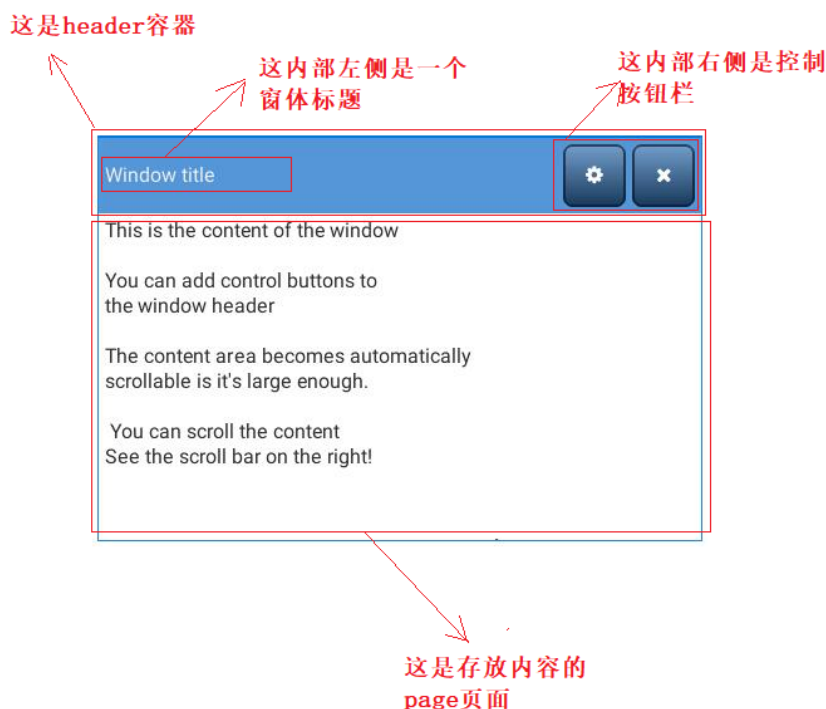 这是header容器
这内部左侧是一个
窗体标题
这内部右侧是控制
按钮栏
Window title
This is the content of the window
You can add control buttons to
the window header
The content area becomes automatically
scrollable is it's large enough.
You can scroll the content
See the scroll bar on the right!
这是存放内容的
page页面